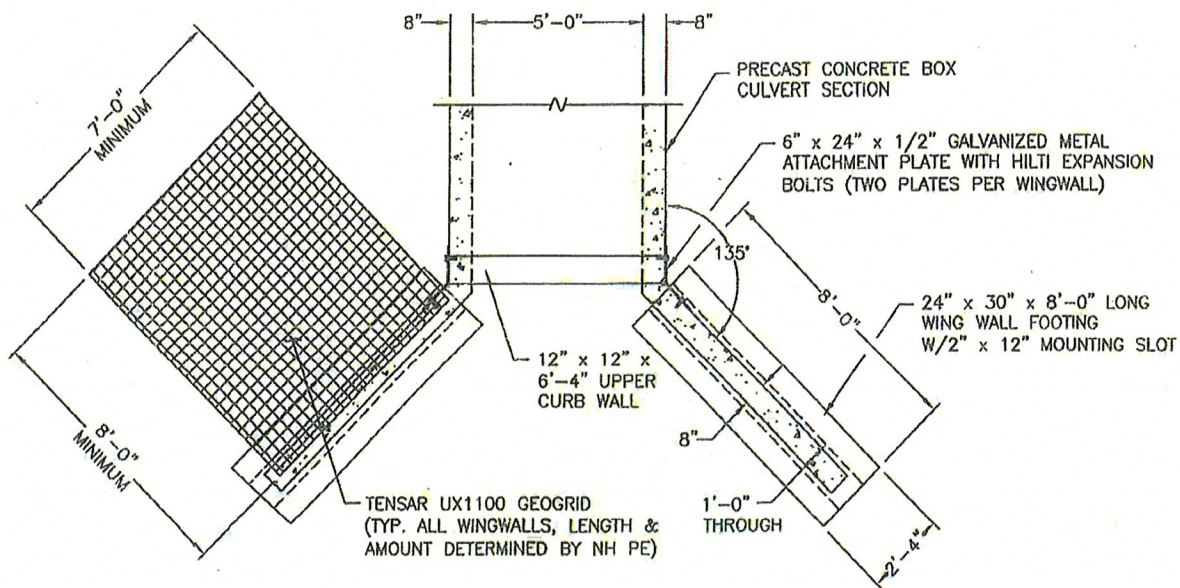 8" 5'-0" 8"
PRECAST CONCRETE BOX
CULVERT SECTION
7'-0"
MINIMUM
6" x 24" x 1/2" GALVANIZED METAL
ATTACHMENT PLATE WITH HILTI EXPANSION
BOLTS (TWO PLATES PER WINGWALL)
135°
8'-0"
24" x 30" x 8'-0" LONG
WING WALL FOOTING
W/2" x 12" MOUNTING SLOT
12" x 12" x
6'-4" UPPER
CURB WALL
8'-0"
MINIMUM
8"
TENSAR UX1100 GEOGRID
(TYP. ALL WINGWALLS, LENGTH &
AMOUNT DETERMINED BY NH PE)
1'-0"
THROUGH
2'-4"